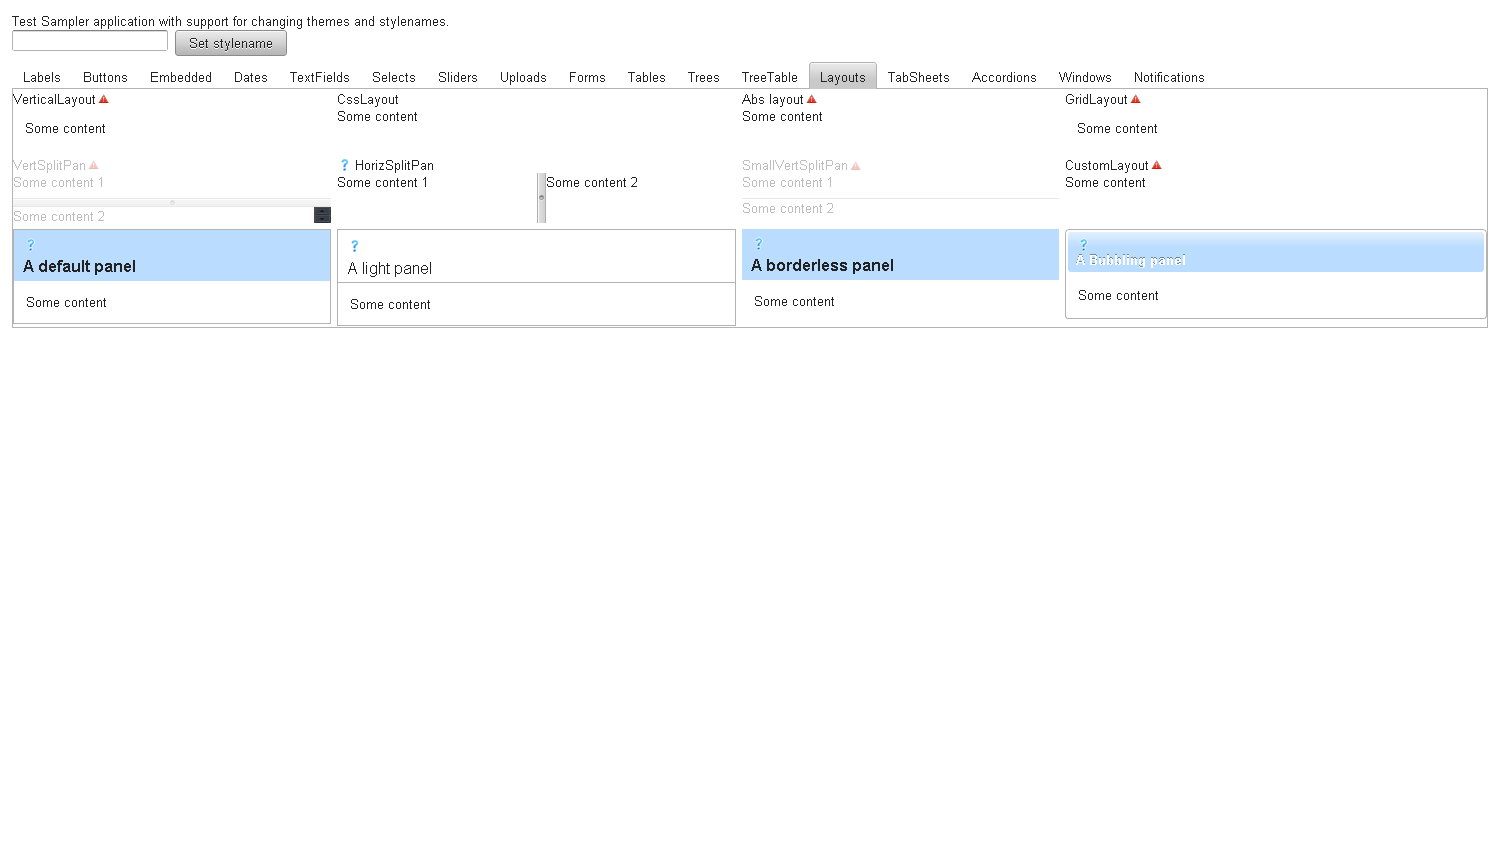 Test Sampler application with support for changing themes and stylenames.
Set stylename
Labels Buttons Embedded Dates TextFields Selects Sliders Uploads Forms Tables Trees TreeTable Layouts TabSheets Accordions Windows Notifications
VerticalLayout CssLayout Abs layout GridLayout
Some content Some content
Some content Some content
VertSplitPan HorizSplitPan SmallVertSplitPan CustomLayout
Some content 1 Some content 1 Some content 2 Some content 1 Some content
Some content 2 Some content 2
A default panel A light panel A borderless panel A Bubbling panel
Some content Some content Some content Some content